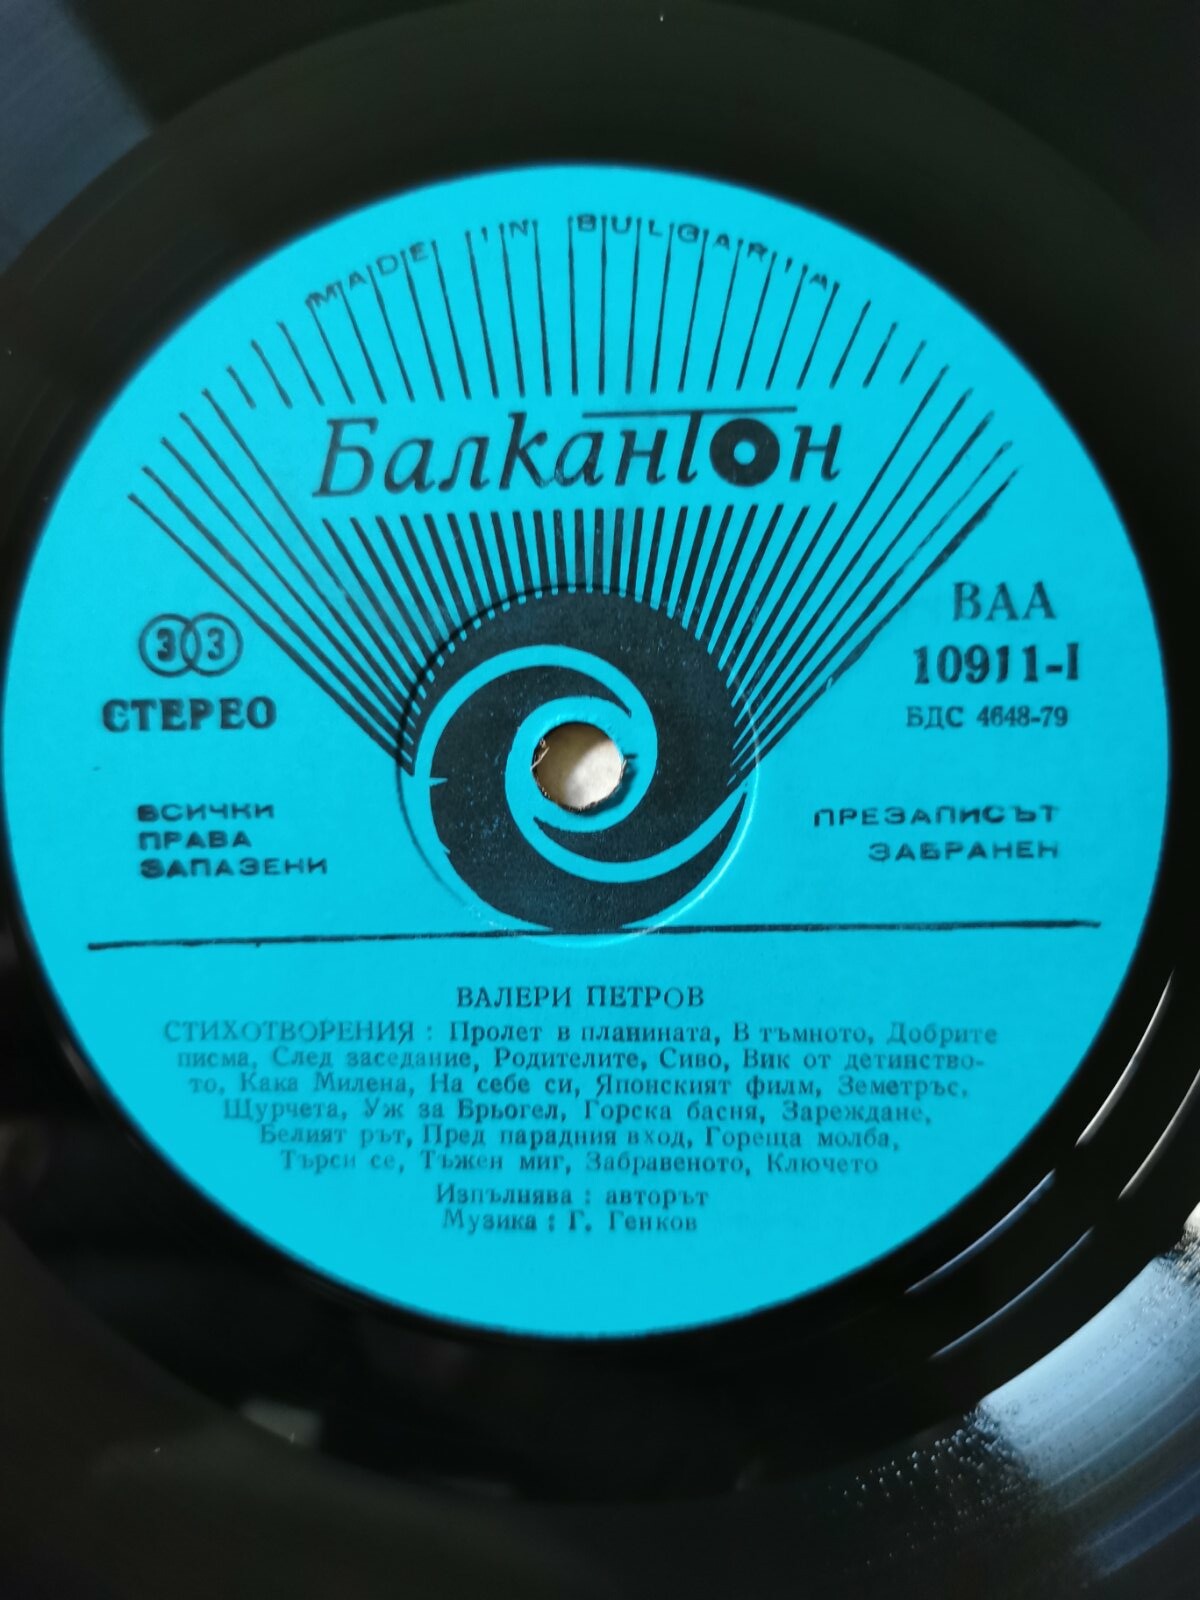 MADE IN BULGARIA
Балкантон
33
СТЕРЕО
ВАА
10911-I
БДС 4648-79
ВСИЧКИ
ПРАВА
ЗАПАЗЕНИ
ПРЕЗАПИСЪТ
ЗАБРАНЕН
ВАЛЕРИ ПЕТРОВ
СТИХОТВОРЕНИЯ : Пролет в планината, В тъмното, Добрите
писма, След заседание, Родителите, Сиво, Вик от детинство-
то, Кака Милена, На себе си, Японският филм, Земетръс,
Щурчета, Уж за Брьогел, Горска басня, Зареждане,
Белият рът, Пред парадния вход, Гореща молба,
Търси се, Тъжен миг, Забравеното, Ключето
Изпълнява : авторът
Музика : Г. Генков